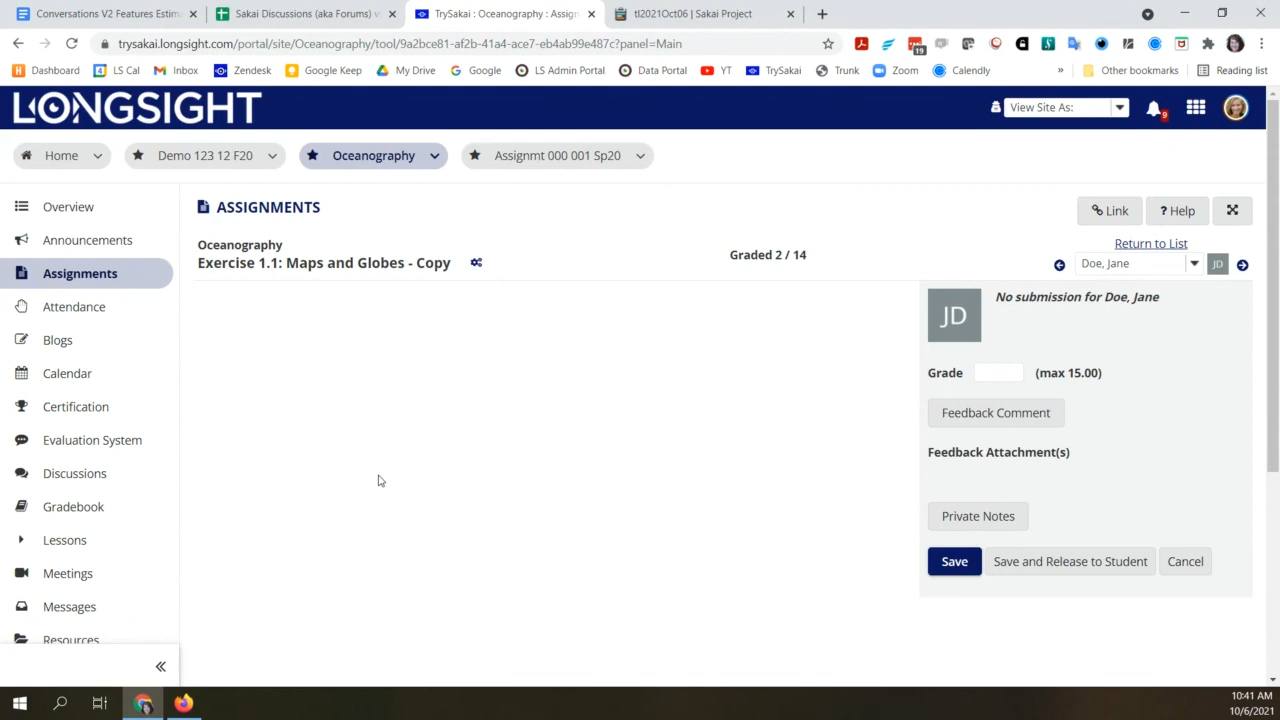 Conversations V2 Features Estim
Sakai Discussions (aka Forums) v
TrySakai : Oceanography : Assign
tl2021Oct06 | Sakai Project
trysakai.longsight.com/portal/site/Oceanography/tool/9a2bce81-af2b-41a4-ace7-eb4ab99e487c?panel=Main
19
Dashboard
LS Cal
Inbox
Zendesk
Google Keep
My Drive
Google
LS Admin Portal
Data Portal
YT
TrySakai
Trunk
Zoom
Calendly
»
Other bookmarks
Reading list
LONGSIGHT
View Site As:
9
Home
Demo 123 12 F20
Oceanography
Assignmt 000 001 Sp20
Overview
Announcements
Assignments
Attendance
Blogs
Calendar
Certification
Evaluation System
Discussions
Gradebook
Lessons
Meetings
Messages
Resources
ASSIGNMENTS
Link
? Help
Oceanography
Exercise 1.1: Maps and Globes - Copy
Graded 2 / 14
Return to List
Doe, Jane
JD
JD
No submission for Doe, Jane
Grade
(max 15.00)
Feedback Comment
Feedback Attachment(s)
Private Notes
Save
Save and Release to Student
Cancel
10:41 AM
10/6/2021